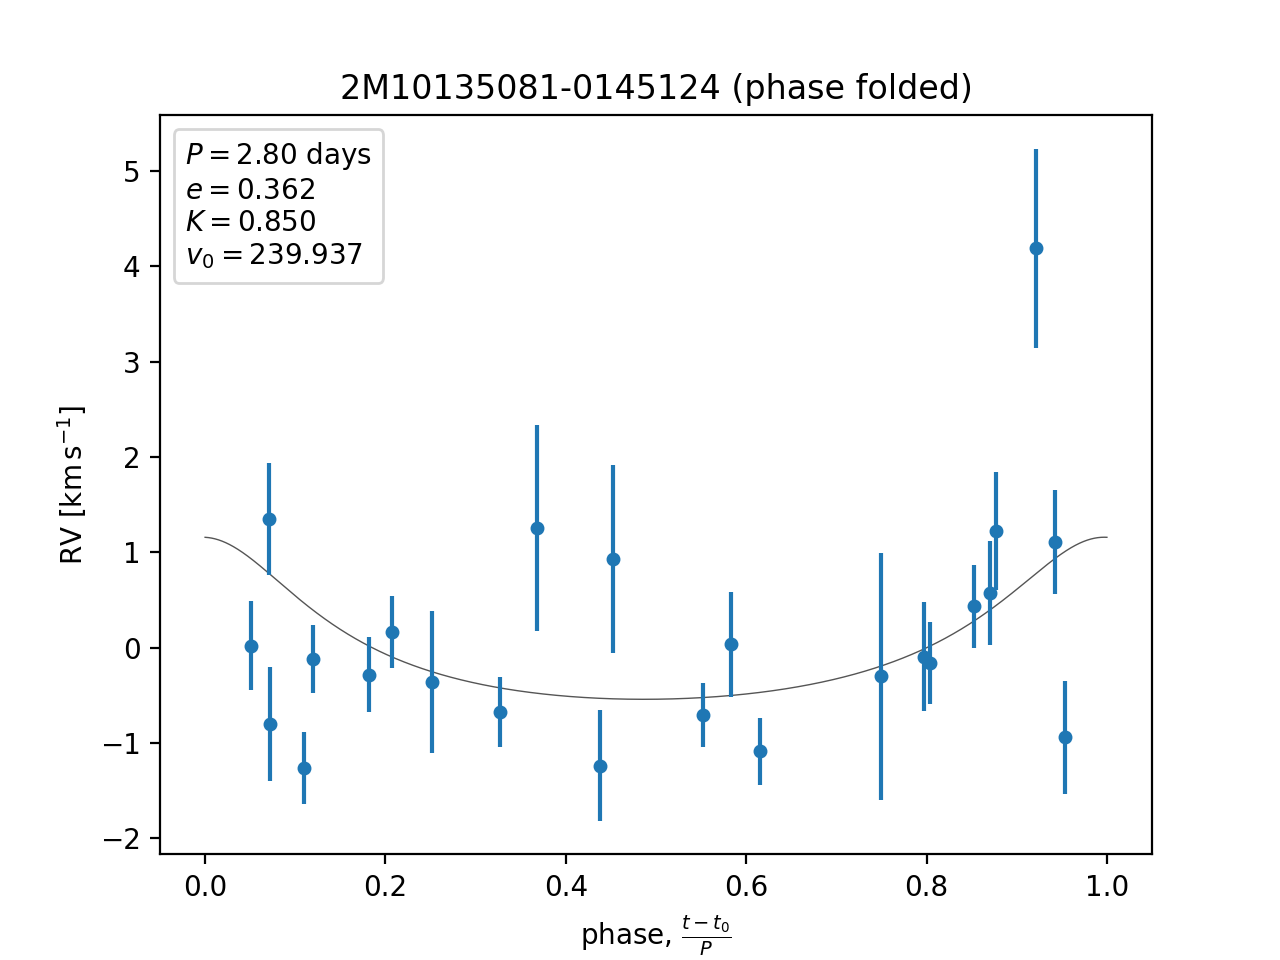 2M10135081-0145124 (phase folded)
P = 2.80 days
e = 0.362
K = 0.850
v₀ = 239.937
5
4
3
2
1
0
−1
−2
RV [km s⁻¹]
0.0 0.2 0.4 0.6 0.8 1.0
phase, (t − t₀)/P